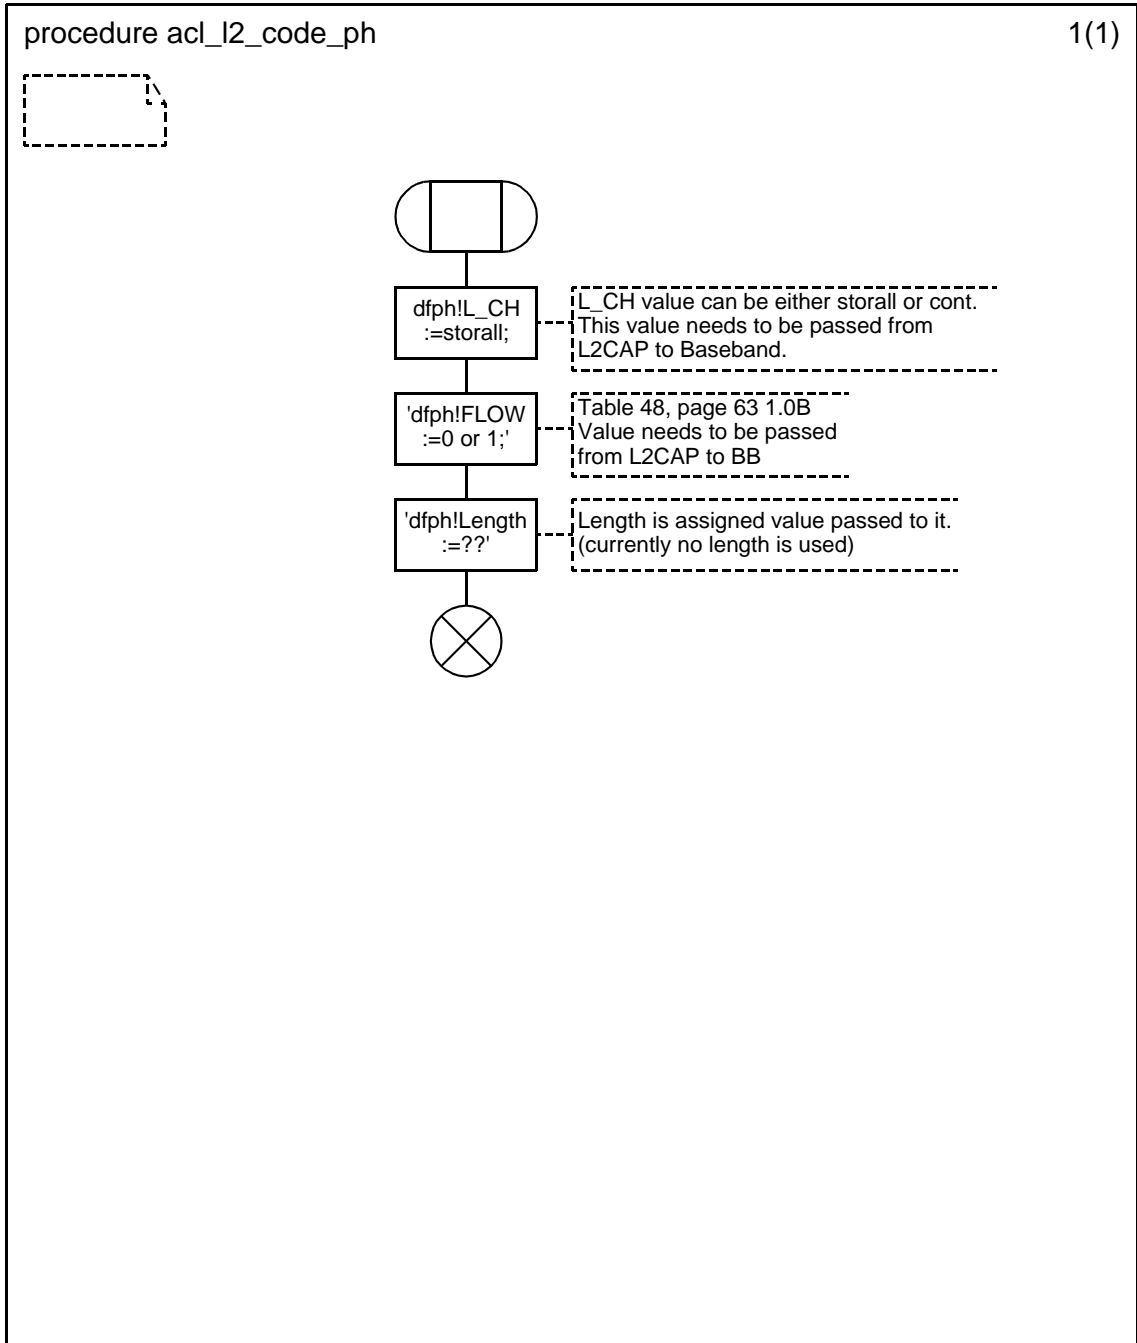 procedure acl_l2_code_ph
1(1)
dfph!L_CH
:=storall;
L_CH value can be either storall or cont.
This value needs to be passed from
L2CAP to Baseband.
'dfph!FLOW
:=0 or 1;'
Table 48, page 63 1.0B
Value needs to be passed
from L2CAP to BB
'dfph!Length
:=??'
Length is assigned value passed to it.
(currently no length is used)